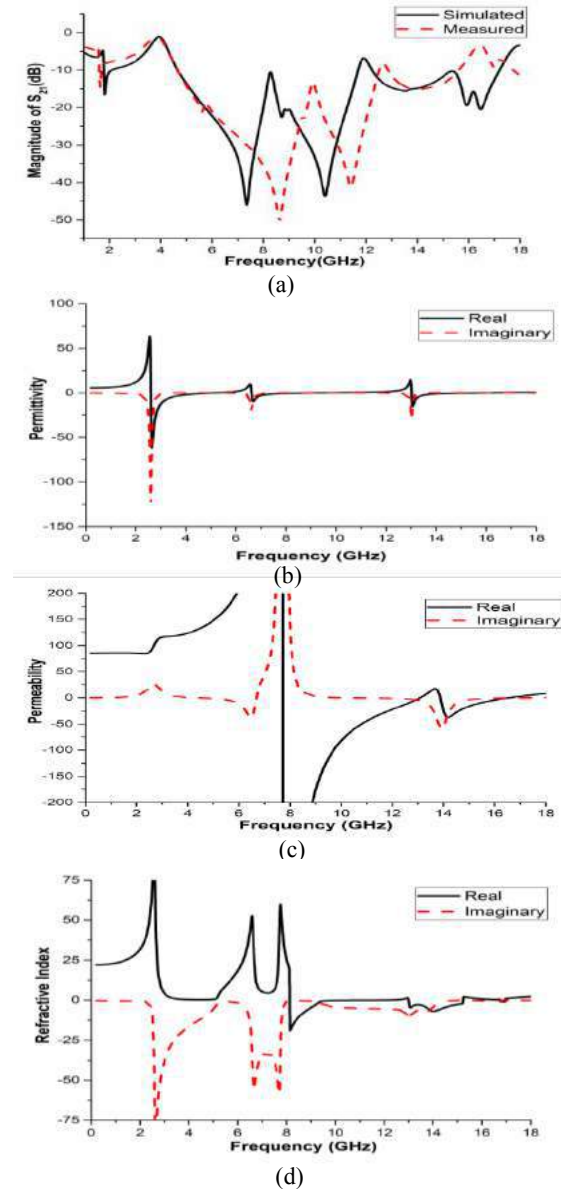 Simulated
Measured
Magnitude of S21(dB)
0
-10
-20
-30
-40
-50
2 4 6 8 10 12 14 16 18
Frequency(GHz)
(a)
Real
Imaginary
Permittivity
100
50
0
-50
-100
-150
0 2 4 6 8 10 12 14 16 18
Frequency (GHz)
(b)
Real
Imaginary
Permeability
200
150
100
50
0
-50
-100
-150
-200
0 2 4 6 8 10 12 14 16 18
Frequency (GHz)
(c)
Real
Imaginary
Refractive Index
75
50
25
0
-25
-50
-75
0 2 4 6 8 10 12 14 16 18
Frequency (GHz)
(d)